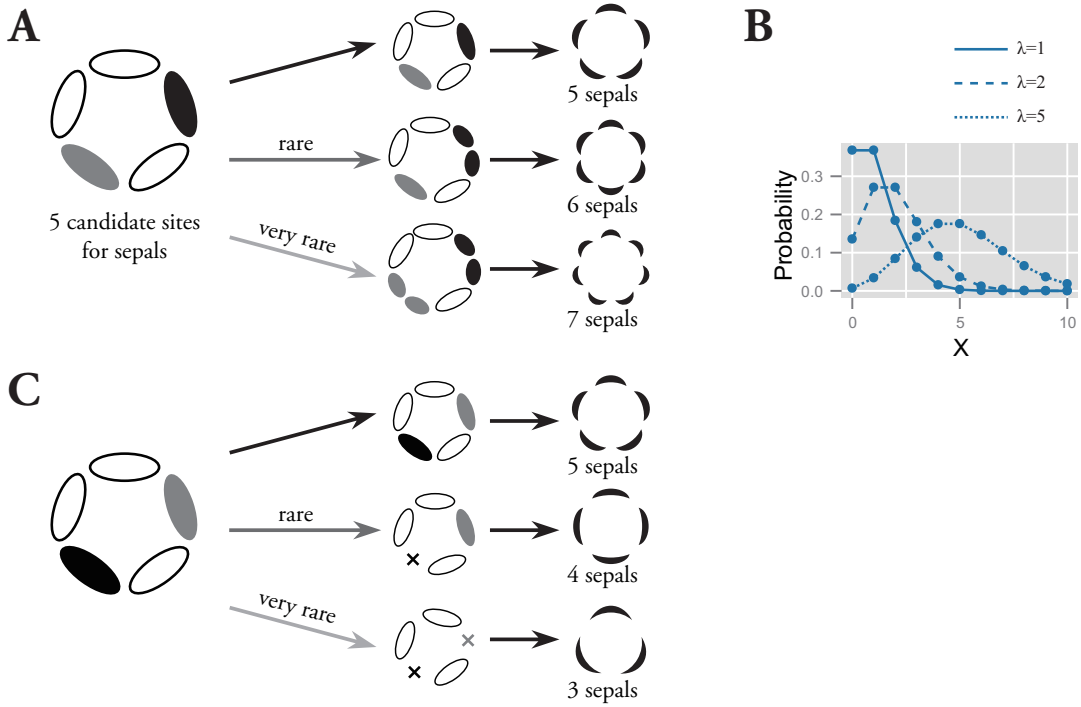 A
5 candidate sites
for sepals
rare
very rare
5 sepals
6 sepals
7 sepals
B
λ=1
λ=2
λ=5
Probability
0.3
0.2
0.1
0.0
0
5
10
X
C
rare
very rare
5 sepals
4 sepals
3 sepals